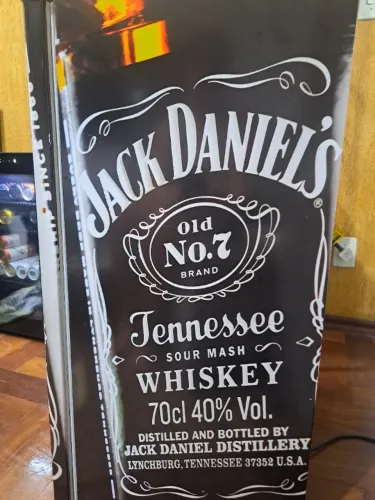 JACK DANIEL'S
®
Old
No.7
BRAND
Tennessee
SOUR MASH
WHISKEY
70cl 40% Vol.
DISTILLED AND BOTTLED BY
JACK DANIEL DISTILLERY
LYNCHBURG, TENNESSEE 37352 U.S.A.